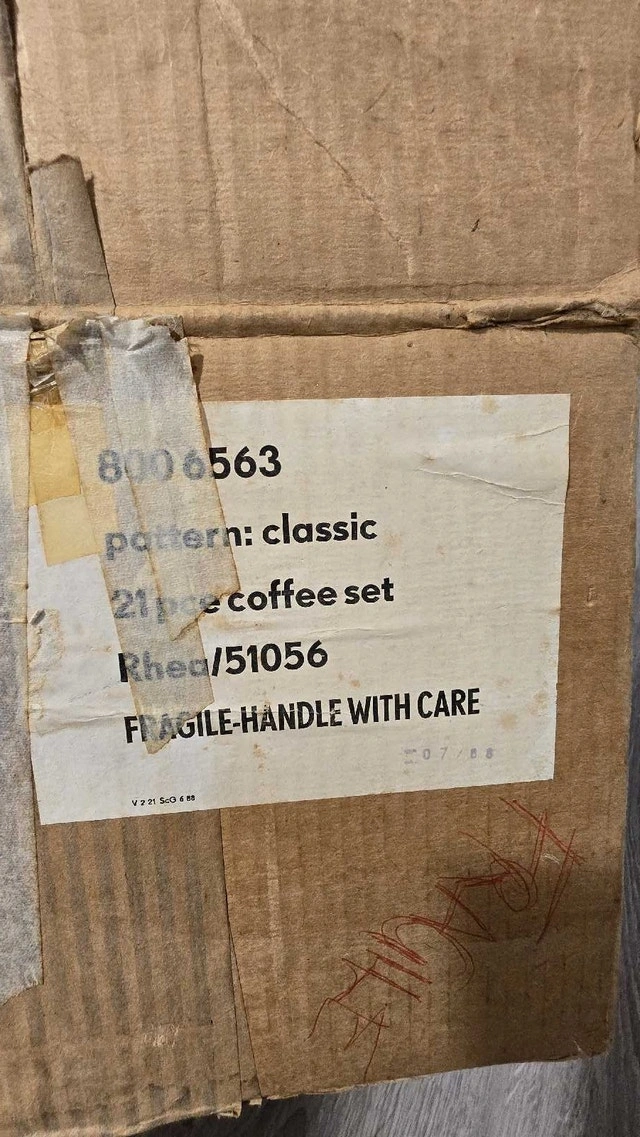 800 6563
pattern: classic
21 pce coffee set
Rhea/51056
FRAGILE-HANDLE WITH CARE
07/88
V 2 21 ScG 6 88